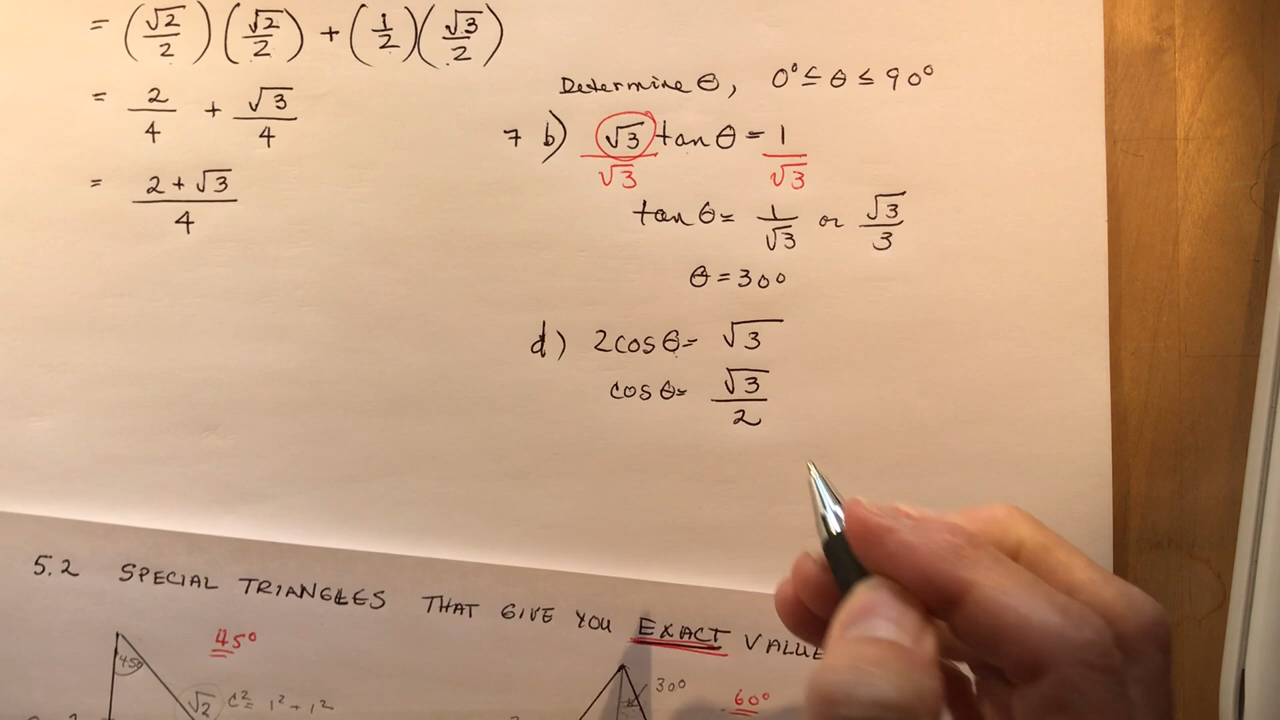 = (√2/2)(√2/2) + (1/2)(√3/2)
= 2/4 + √3/4
= (2 + √3)/4
Determine θ, 0° ≤ θ ≤ 90°
7 b) √3/√3 tan θ = 1/√3
tan θ = 1/√3 or √3/3
θ = 30°
d) 2cos θ = √3
cos θ = √3/2
5.2 SPECIAL TRIANGLES THAT GIVE YOU EXACT VALUE
45°
45°
√2 c² = 1² + 1²
30°
60°